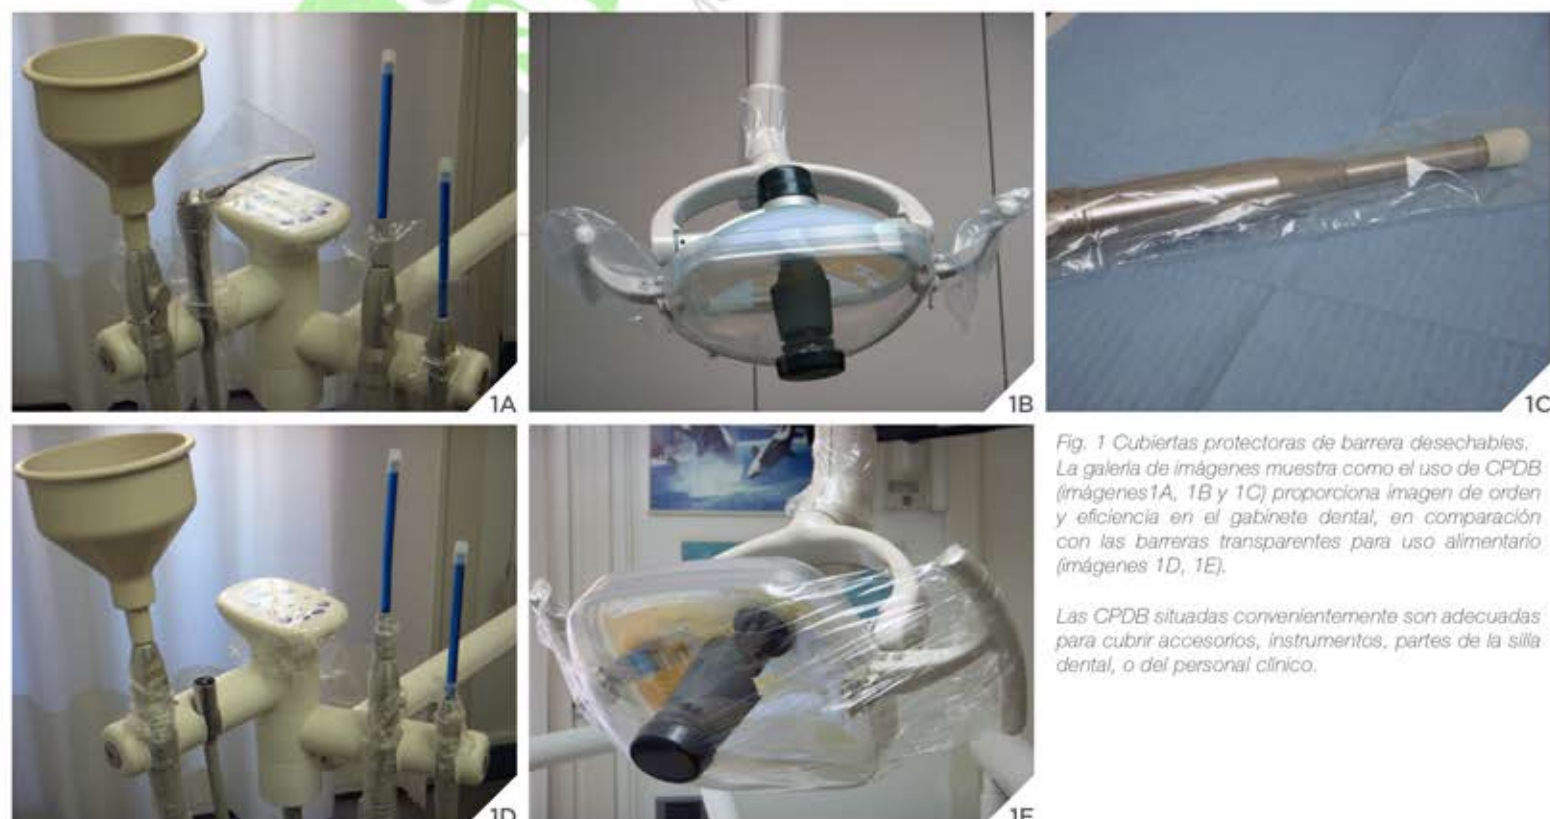 1A
1B
1C
Fig. 1 Cubiertas protectoras de barrera desechables.
La galería de imágenes muestra como el uso de CPDB
(imágenes1A, 1B y 1C) proporciona imagen de orden
y eficiencia en el gabinete dental, en comparación
con las barreras transparentes para uso alimentario
(imágenes 1D, 1E).
Las CPDB situadas convenientemente son adecuadas
para cubrir accesorios, instrumentos, partes de la silla
dental, o del personal clínico.
1D
1E